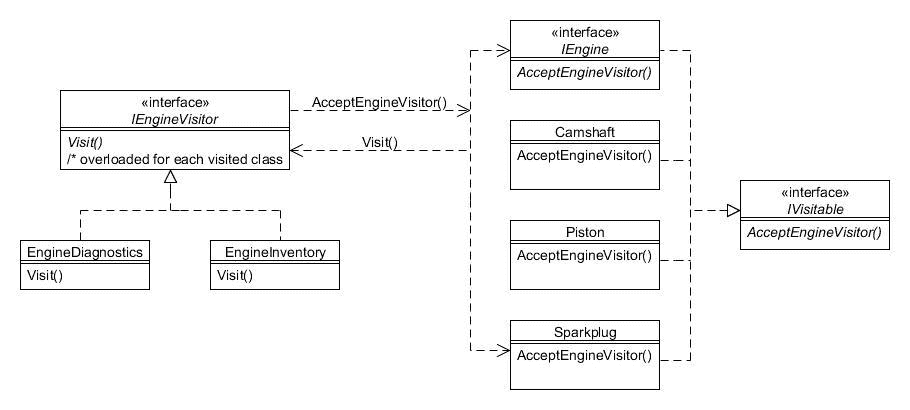 «interface»
IEngine
AcceptEngineVisitor()
«interface»
IEngineVisitor
Visit()
/* overloaded for each visited class
AcceptEngineVisitor()
Visit()
Camshaft
AcceptEngineVisitor()
«interface»
IVisitable
AcceptEngineVisitor()
EngineDiagnostics
Visit()
EngineInventory
Visit()
Piston
AcceptEngineVisitor()
Sparkplug
AcceptEngineVisitor()